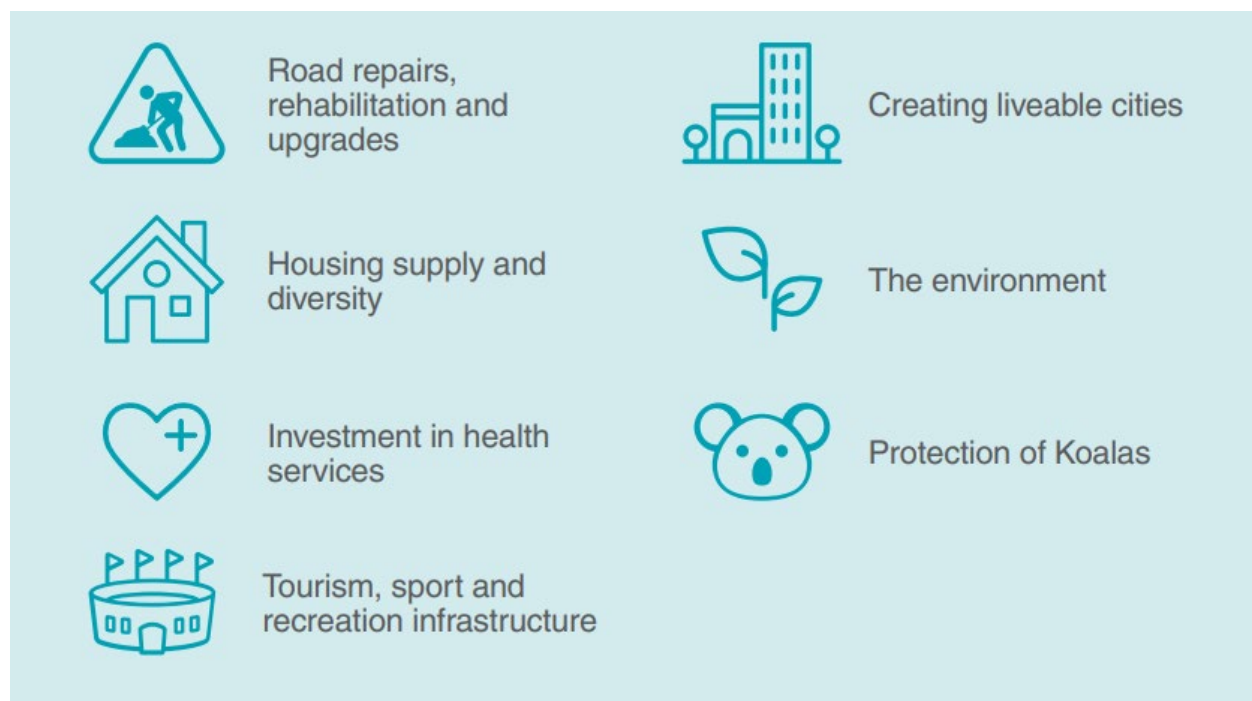 Road repairs,
rehabilitation and
upgrades
Housing supply and
diversity
Investment in health
services
Tourism, sport and
recreation infrastructure
Creating liveable cities
The environment
Protection of Koalas